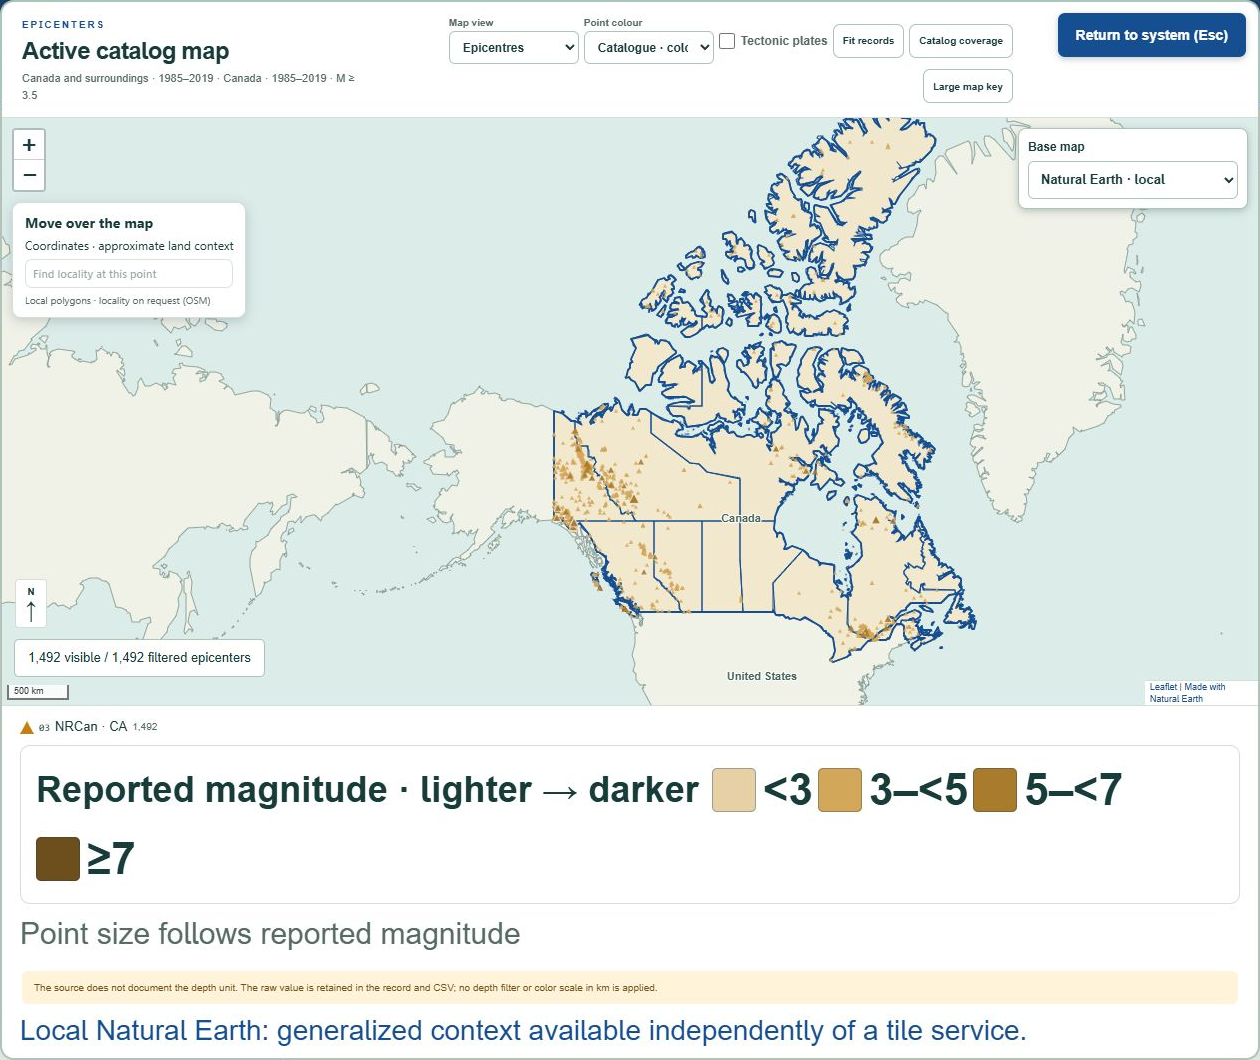 EPICENTERS
Active catalog map
Canada and surroundings · 1985–2019 · Canada · 1985–2019 · M ≥
3.5
Map view
Epicentres
Point colour
Catalogue · colo
Tectonic plates
Fit records
Catalog coverage
Large map key
Return to system (Esc)
+
−
Move over the map
Coordinates · approximate land context
Find locality at this point
Local polygons · locality on request (OSM)
Base map
Natural Earth · local
Canada
United States
N
1,492 visible / 1,492 filtered epicenters
500 km
Leaflet | Made with
Natural Earth
03 NRCan · CA 1,492
Reported magnitude · lighter → darker <3 3–<5 5–<7
≥7
Point size follows reported magnitude
The source does not document the depth unit. The raw value is retained in the record and CSV; no depth filter or color scale in km is applied.
Local Natural Earth: generalized context available independently of a tile service.